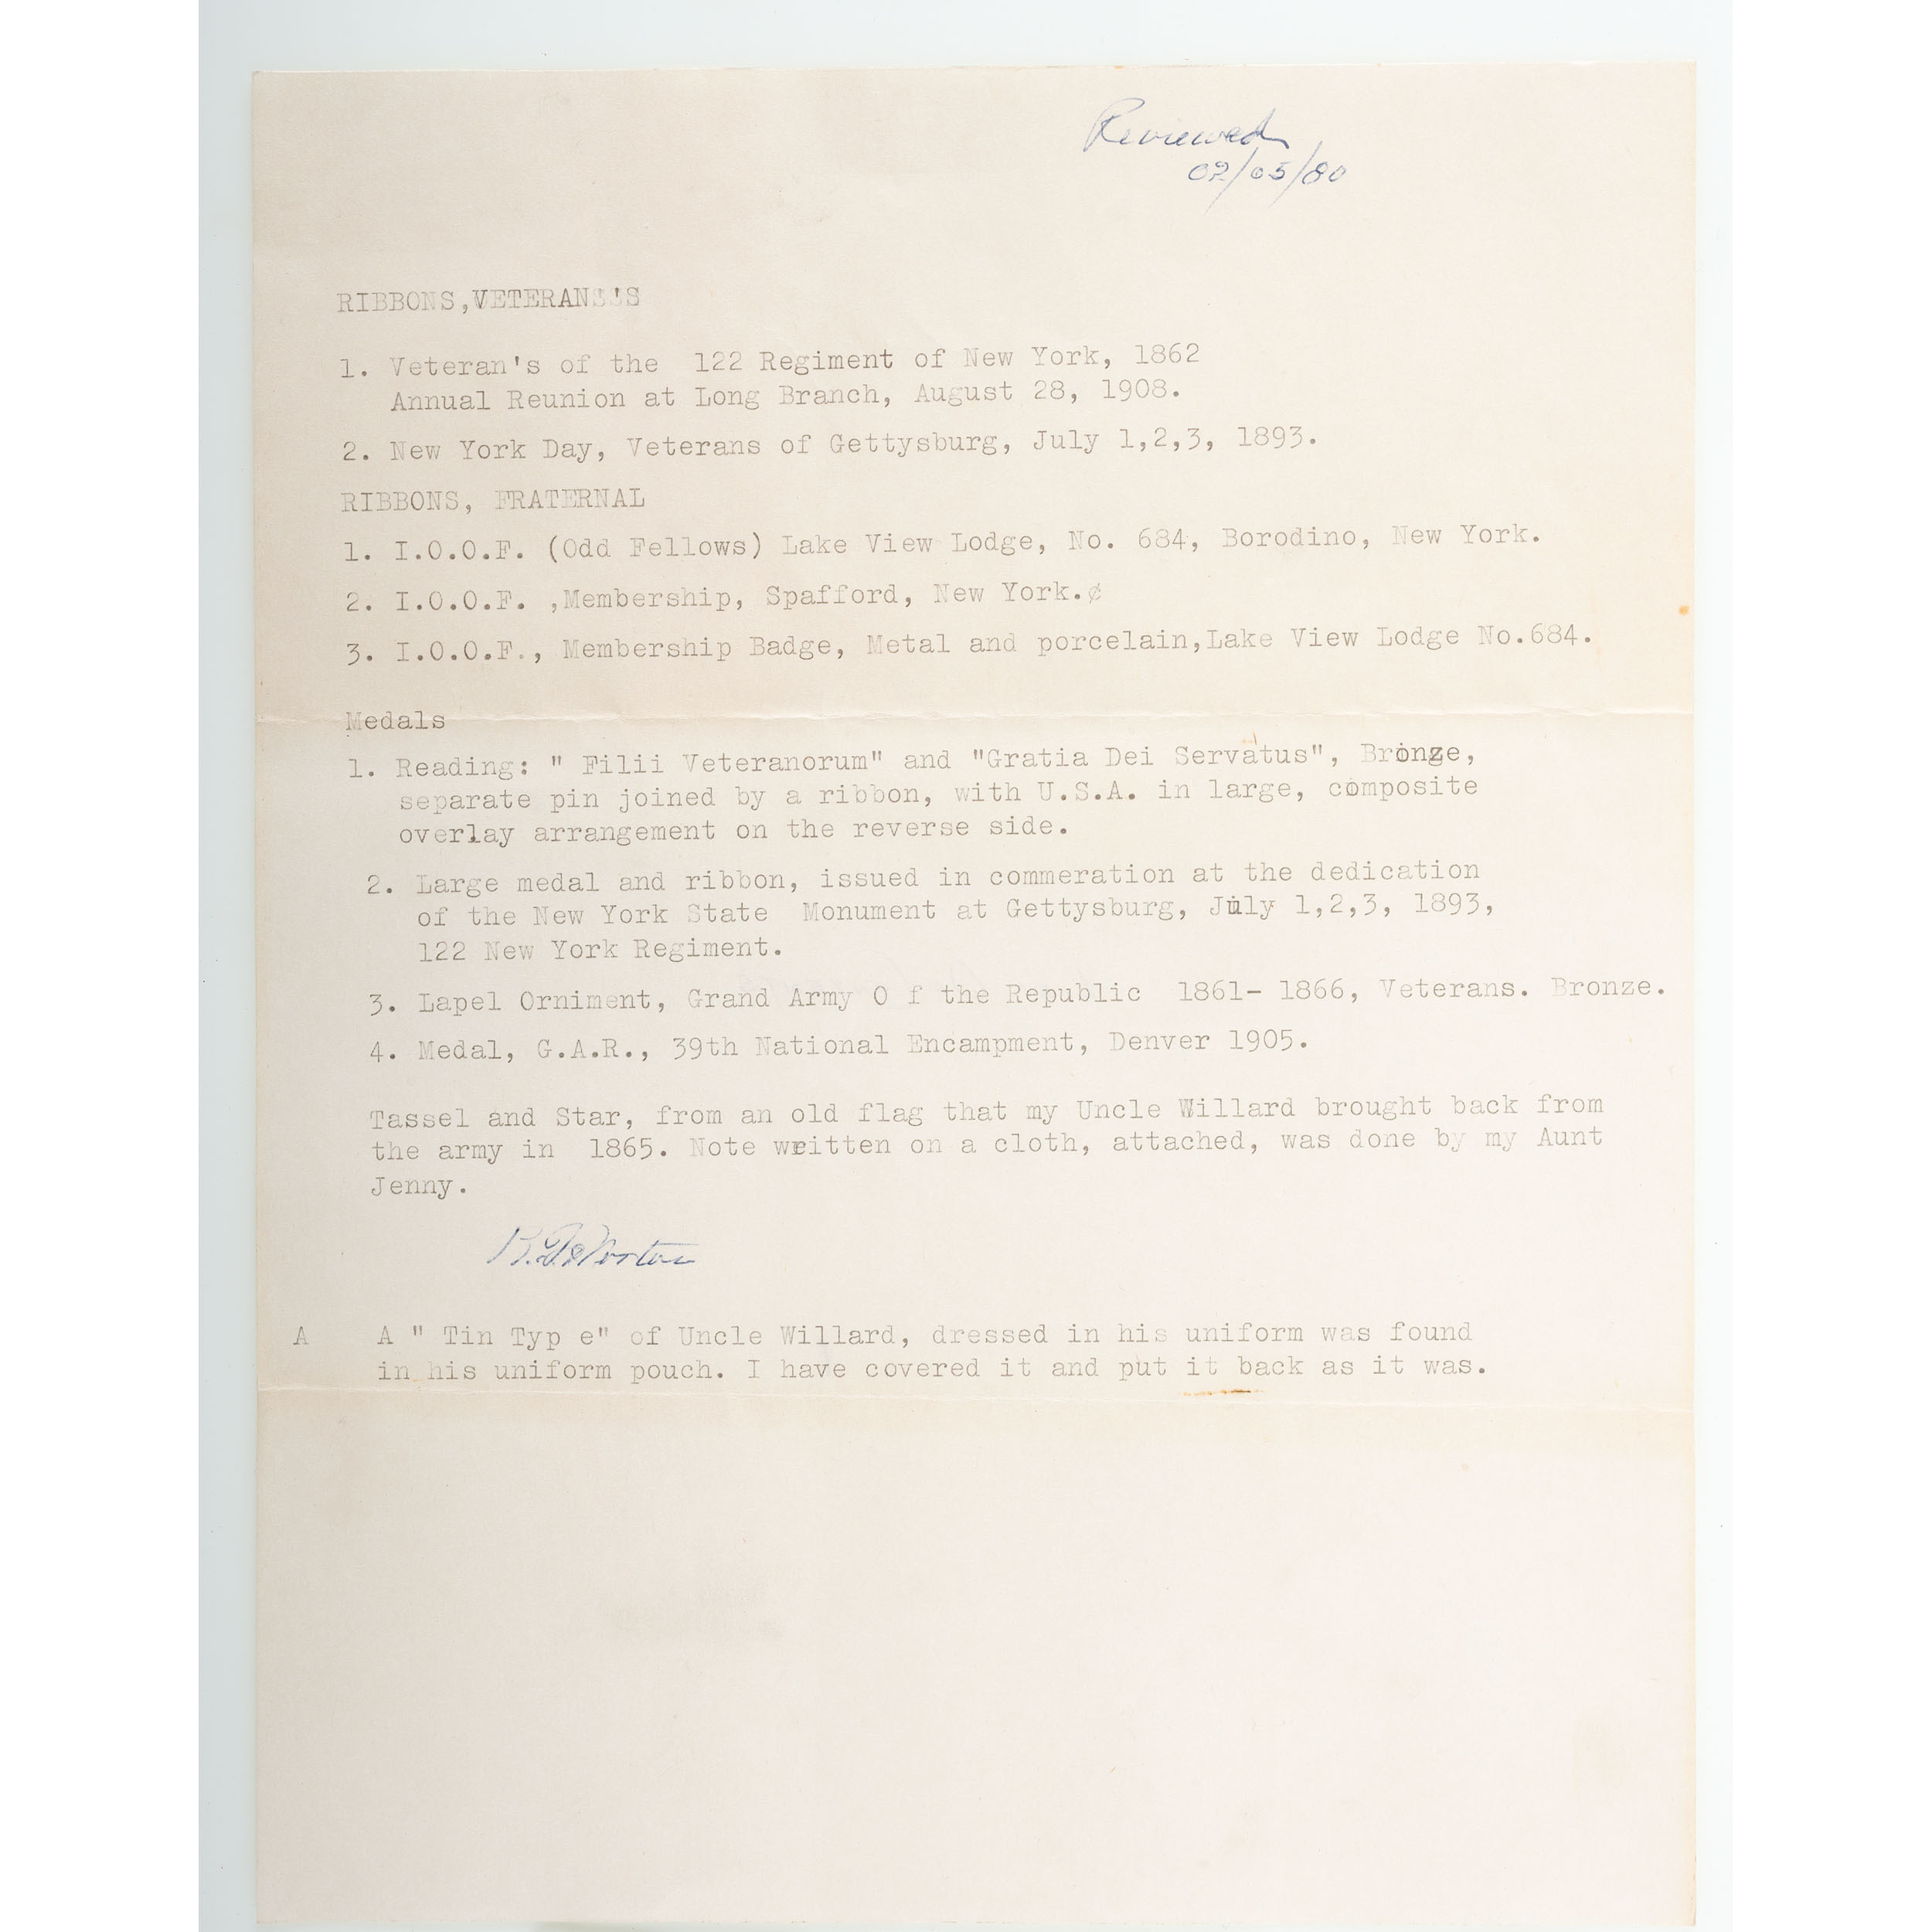 Reviewed
02/05/80
RIBBONS,VETERANS'S
1. Veteran's of the 122 Regiment of New York, 1862
Annual Reunion at Long Branch, August 28, 1908.
2. New York Day, Veterans of Gettysburg, July 1,2,3, 1893.
RIBBONS, FRATERNAL
1. I.O.O.F. (Odd Fellows) Lake View Lodge, No. 684, Borodino, New York.
2. I.O.O.F. ,Membership, Spafford, New York.
3. I.O.O.F., Membership Badge, Metal and porcelain,Lake View Lodge No.684.
Medals
1. Reading: " Filii Veteranorum" and "Gratia Dei Servatus", Bronze,
separate pin joined by a ribbon, with U.S.A. in large, composite
overlay arrangement on the reverse side.
2. Large medal and ribbon, issued in commeration at the dedication
of the New York State Monument at Gettysburg, July 1,2,3, 1893,
122 New York Regiment.
3. Lapel Orniment, Grand Army O f the Republic 1861- 1866, Veterans. Bronze.
4. Medal, G.A.R., 39th National Encampment, Denver 1905.
Tassel and Star, from an old flag that my Uncle Willard brought back from
the army in 1865. Note written on a cloth, attached, was done by my Aunt
Jenny.
A A " Tin Typ e" of Uncle Willard, dressed in his uniform was found
in his uniform pouch. I have covered it and put it back as it was.